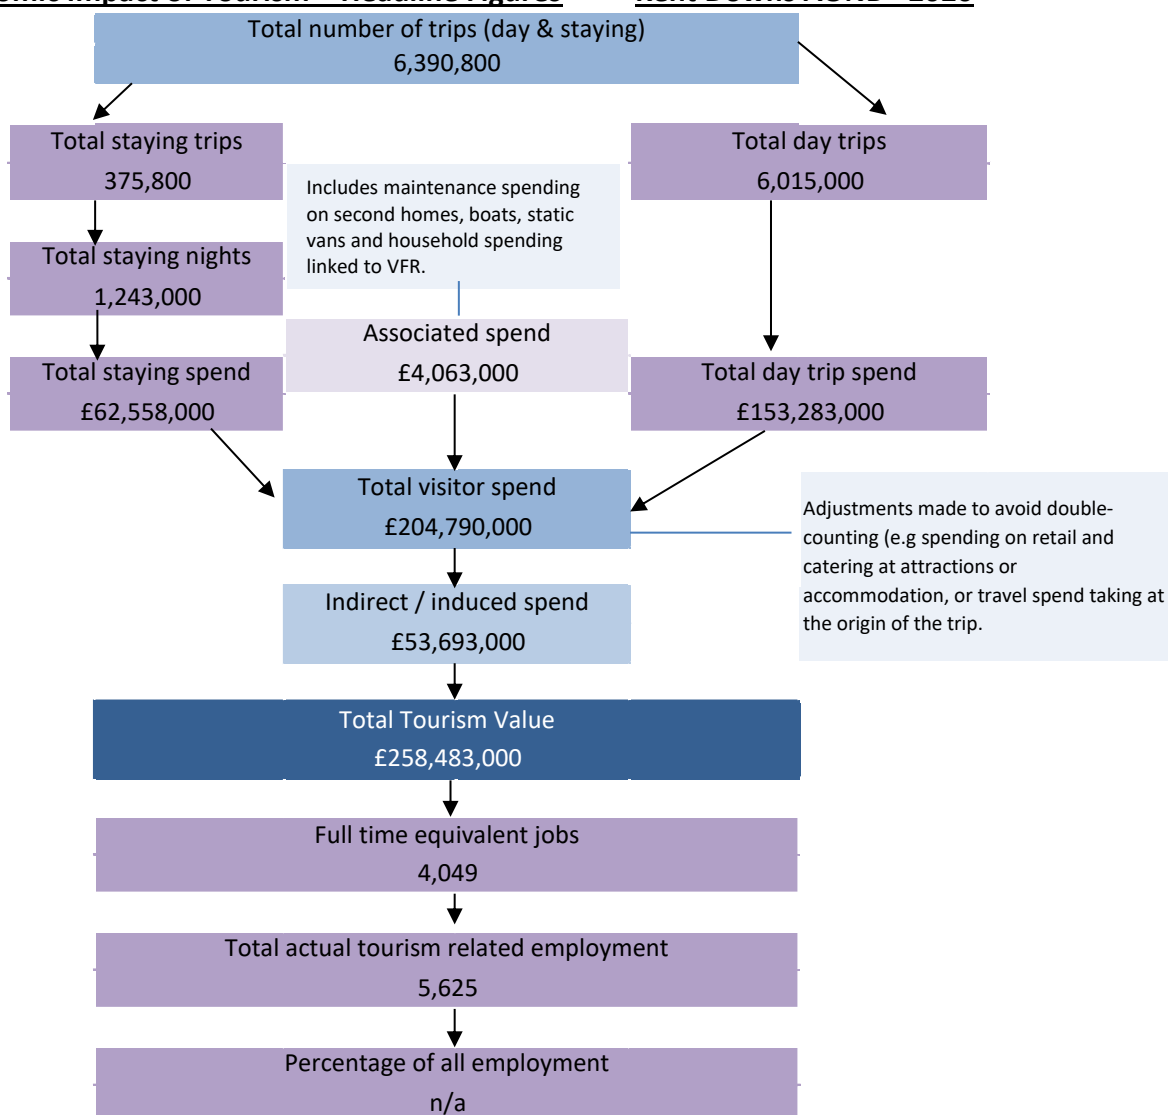 Total number of trips (day & staying)
6,390,800
Total staying trips
375,800
Total day trips
6,015,000
Includes maintenance spending
on second homes, boats, static
vans and household spending
linked to VFR.
Total staying nights
1,243,000
Associated spend
£4,063,000
Total staying spend
£62,558,000
Total day trip spend
£153,283,000
Total visitor spend
£204,790,000
Adjustments made to avoid double-
counting (e.g spending on retail and
catering at attractions or
accommodation, or travel spend taking at
the origin of the trip.
Indirect / induced spend
£53,693,000
Total Tourism Value
£258,483,000
Full time equivalent jobs
4,049
Total actual tourism related employment
5,625
Percentage of all employment
n/a